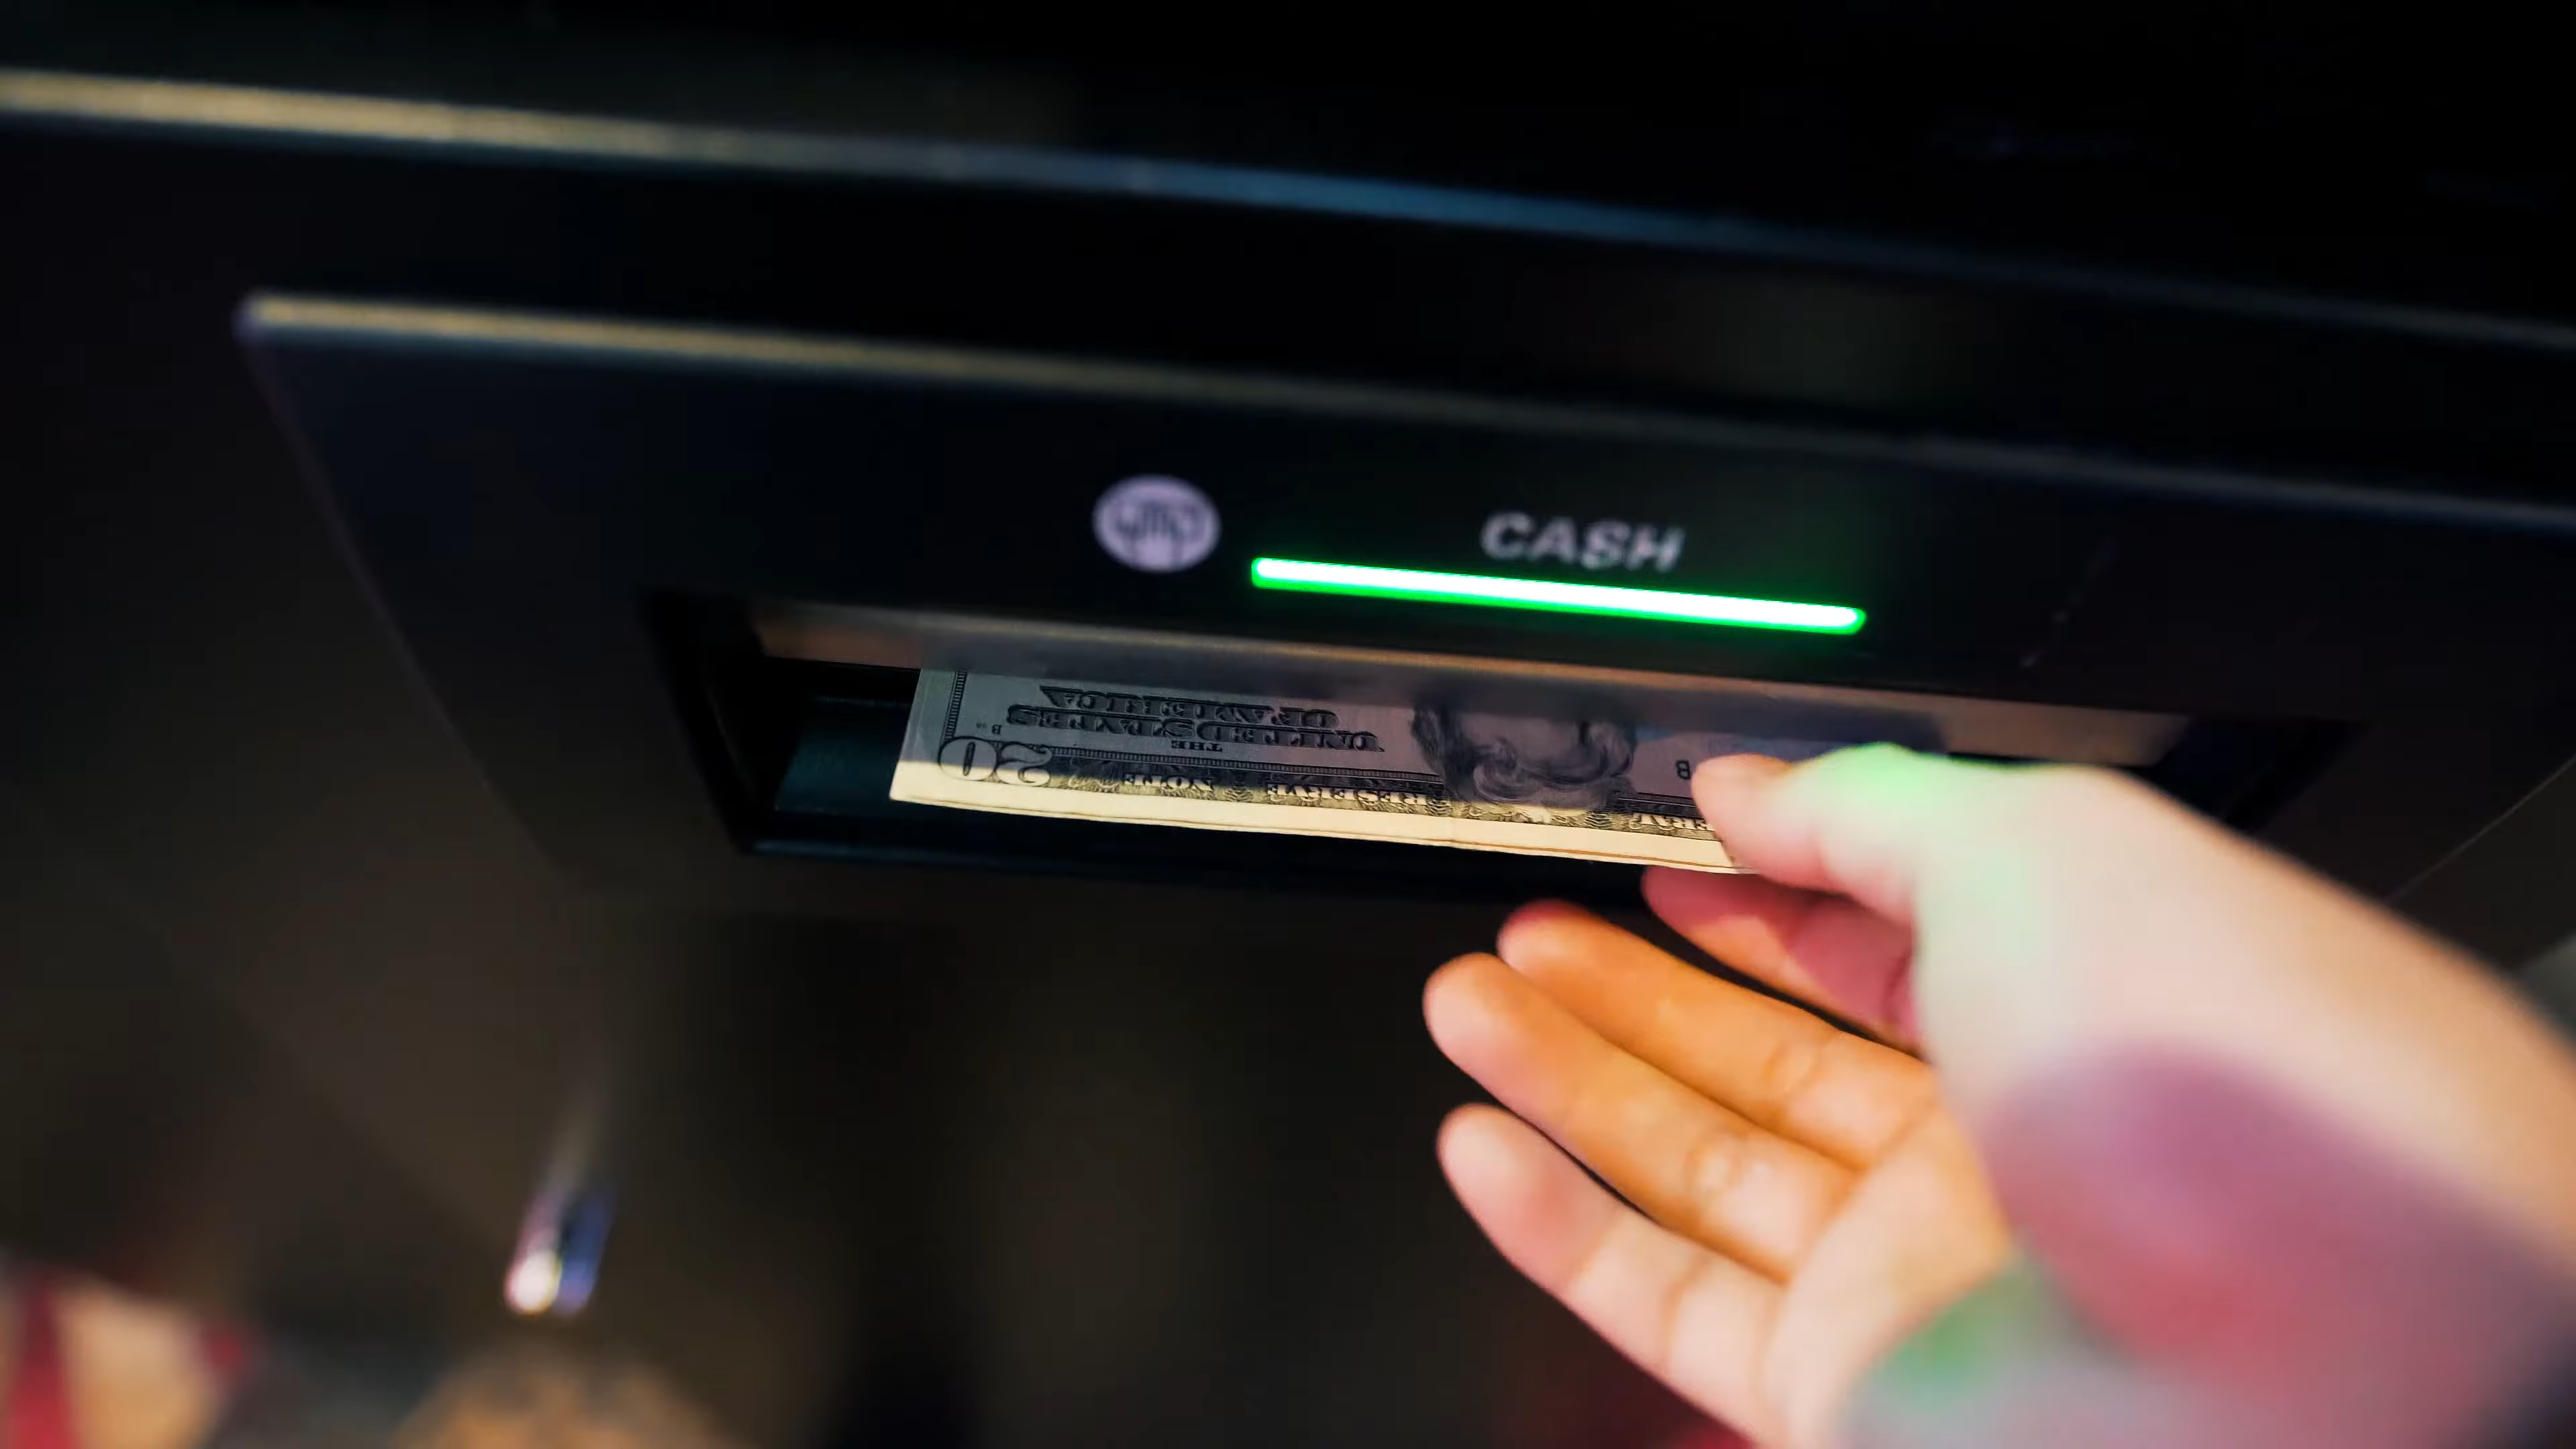 CASH
OF AMERICA
UNITED STATES
THE
B
20
B
NOTE
RESERVE